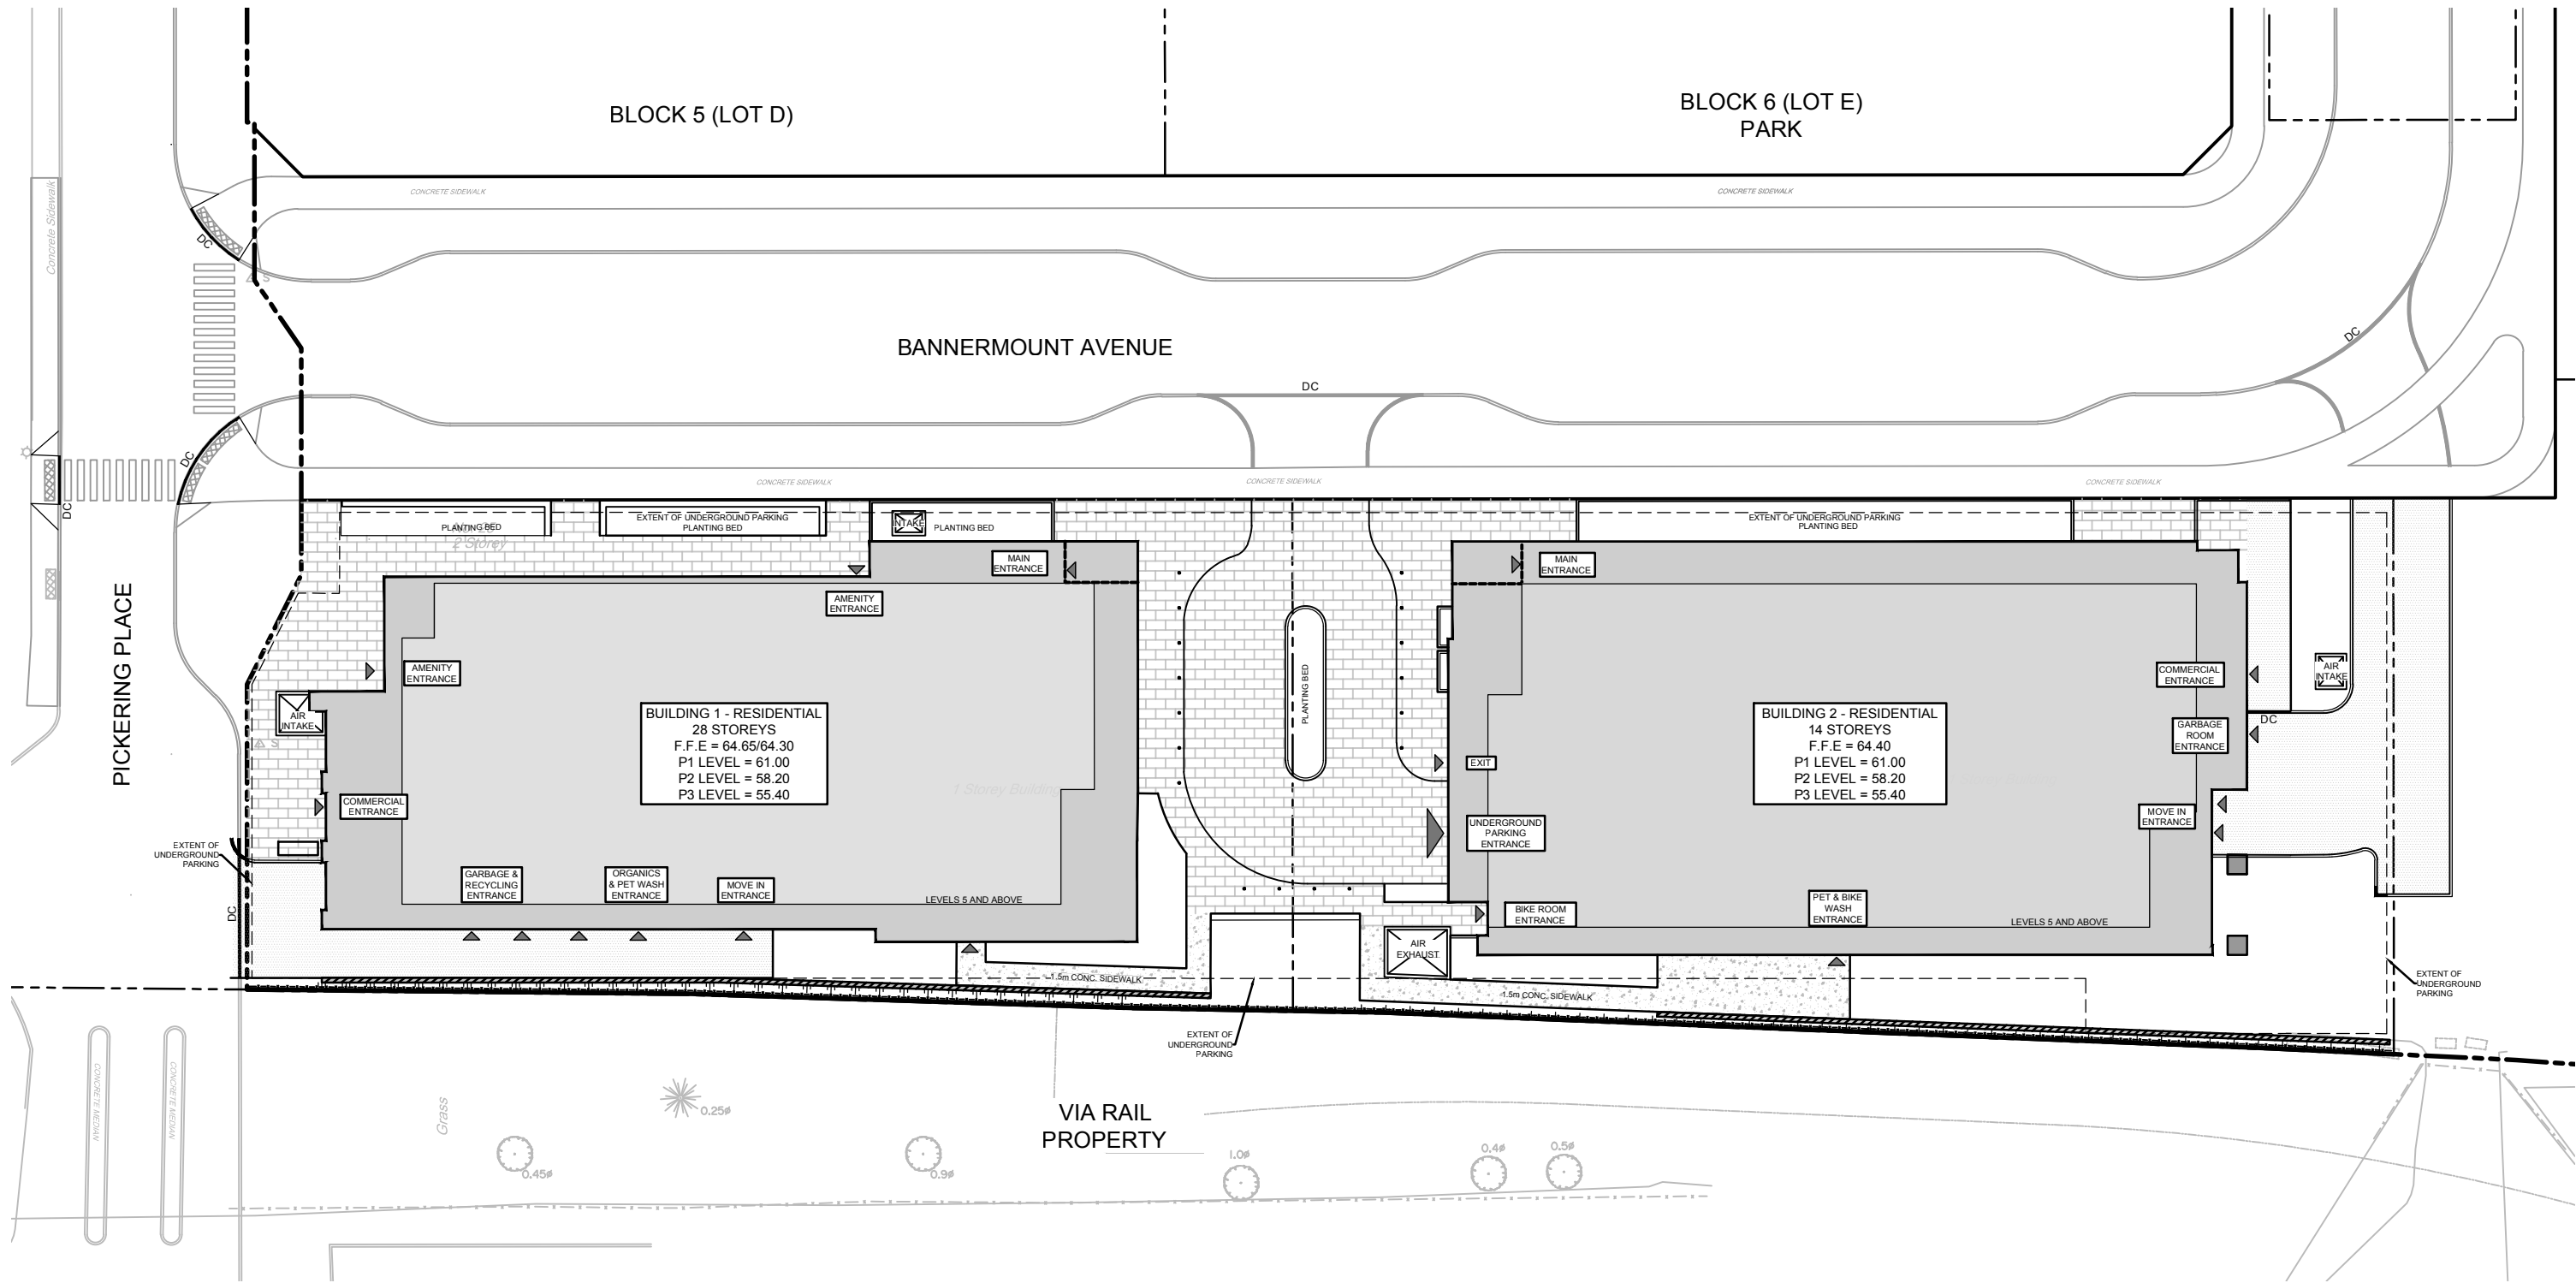 BLOCK 5 (LOT D)
BLOCK 6 (LOT E)
PARK
CONCRETE SIDEWALK
CONCRETE SIDEWALK
Concrete Sidewalk
DC
S
BANNERMOUNT AVENUE
DC
DC
DC
DC
CONCRETE SIDEWALK
CONCRETE SIDEWALK
CONCRETE SIDEWALK
PLANTING BED
2 Storey
EXTENT OF UNDERGROUND PARKING
PLANTING BED
INTAKE
PLANTING BED
EXTENT OF UNDERGROUND PARKING
PLANTING BED
MAIN
ENTRANCE
MAIN
ENTRANCE
AMENITY
ENTRANCE
AMENITY
ENTRANCE
PICKERING PLACE
AIR
INTAKE
S
BUILDING 1 - RESIDENTIAL
28 STOREYS
F.F.E = 64.65/64.30
P1 LEVEL = 61.00
P2 LEVEL = 58.20
P3 LEVEL = 55.40
1 Storey Building
PLANTING BED
BUILDING 2 - RESIDENTIAL
14 STOREYS
F.F.E = 64.40
P1 LEVEL = 61.00
P2 LEVEL = 58.20
P3 LEVEL = 55.40
COMMERCIAL
ENTRANCE
AIR
INTAKE
DC
GARBAGE
ROOM
ENTRANCE
EXIT
COMMERCIAL
ENTRANCE
UNDERGROUND
PARKING
ENTRANCE
MOVE IN
ENTRANCE
EXTENT OF
UNDERGROUND
PARKING
GARBAGE &
RECYCLING
ENTRANCE
ORGANICS
& PET WASH
ENTRANCE
MOVE IN
ENTRANCE
LEVELS 5 AND ABOVE
BIKE ROOM
ENTRANCE
PET & BIKE
WASH
ENTRANCE
LEVELS 5 AND ABOVE
DC
AIR
EXHAUST
1.5m CONC. SIDEWALK
1.5m CONC. SIDEWALK
EXTENT OF
UNDERGROUND
PARKING
EXTENT OF
UNDERGROUND
PARKING
CONCRETE MEDIAN
CONCRETE MEDIAN
Grass
0.25ø
VIA RAIL
PROPERTY
0.45ø
0.9ø
1.0ø
0.4ø
0.5ø